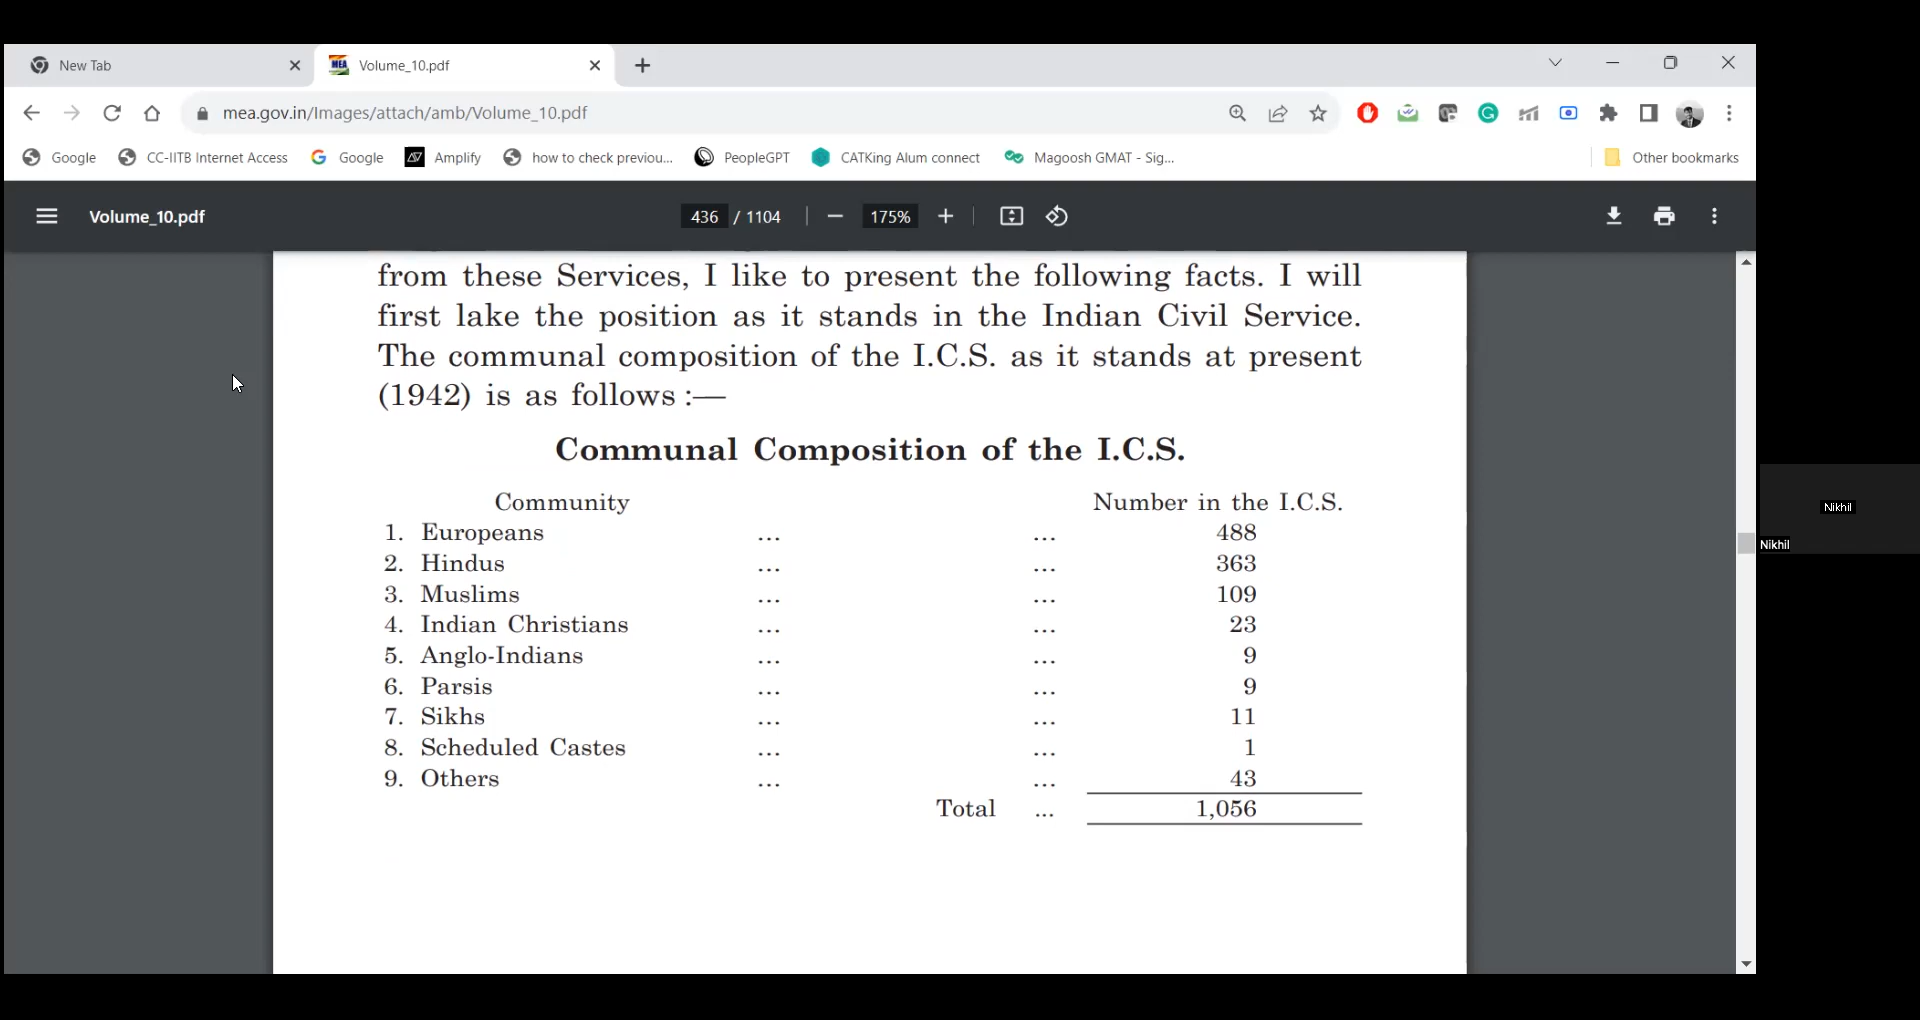 New Tab
Volume_10.pdf
mea.gov.in/Images/attach/amb/Volume_10.pdf
Google CC-IITB Internet Access Google Amplify how to check previou... PeopleGPT CATKing Alum connect Magoosh GMAT - Sig... Other bookmarks
Volume_10.pdf 436 / 1104 175%
from these Services, I like to present the following facts. I will
first lake the position as it stands in the Indian Civil Service.
The communal composition of the I.C.S. as it stands at present
(1942) is as follows :—
Communal Composition of the I.C.S.
Community Number in the I.C.S.
1. Europeans ... ... 488
2. Hindus ... ... 363
3. Muslims ... ... 109
4. Indian Christians ... ... 23
5. Anglo-Indians ... ... 9
6. Parsis ... ... 9
7. Sikhs ... ... 11
8. Scheduled Castes ... ... 1
9. Others ... ... 43
Total ... 1,056
Nikhil
Nikhil